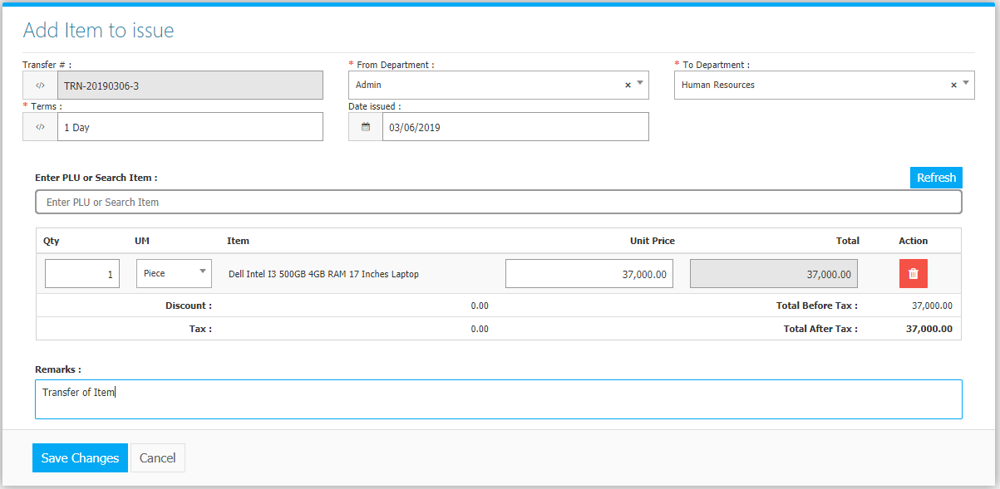 Add Item to issue
Transfer # : * From Department : * To Department :
</> TRN-20190306-3 Admin × Human Resources ×
* Terms : Date issued :
</> 1 Day 03/06/2019
Enter PLU or Search Item : Refresh
Enter PLU or Search Item
Qty UM Item Unit Price Total Action
1 Piece Dell Intel I3 500GB 4GB RAM 17 Inches Laptop 37,000.00 37,000.00
Discount : 0.00 Total Before Tax : 37,000.00
Tax : 0.00 Total After Tax : 37,000.00
Remarks :
Transfer of Item
Save Changes Cancel